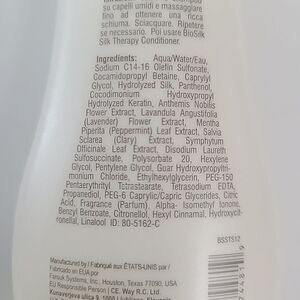 su capelli umidi e massaggiare
fino ad ottenere una ricca
schiuma. Sciacquare. Ripetere
se necessario. Poi usare BioSilk
Silk Therapy Conditioner.
Ingredients: Aqua/Water/Eau,
Sodium C14-16 Olefin Sulfonate,
Cocamidopropyl Betaine, Caprylyl
Glycol, Hydrolyzed Silk, Panthenol,
Cocodimonium Hydroxypropyl
Hydrolyzed Keratin, Anthemis Nobilis
Flower Extract, Lavandula Angustifolia
(Lavender) Flower Extract, Mentha
Piperita (Peppermint) Leaf Extract, Salvia
Sclarea (Clary) Extract, Symphytum
Officinale Leaf Extract, Disodium Laureth
Sulfosuccinate, Polysorbate 20, Hexylene
Glycol, Pentylene Glycol, Guar Hydroxypropyltri-
monium Chloride, Ethylhexylglycerin, PEG-150
Pentaerythrityl Tetrastearate, Tetrasodium EDTA,
Propanediol, PEG-6 Caprylic/Capric Glycerides, Citric
Acid, Fragrance (Parfum), Alpha- Isomethyl Ionone,
Benzyl Benzoate, Citronellol, Hexyl Cinnamal, Hydroxycit-
ronellal, Linalool. OI: 80-5162-C
BSST512
Manufactured by / Fabriqué aux ÉTATS-UNIS par /
Fabricado en EUA por
Farouk Systems, Inc., Houston, Texas 77090, USA
EU Responsible Person | CE. Way R.C. Ltd.